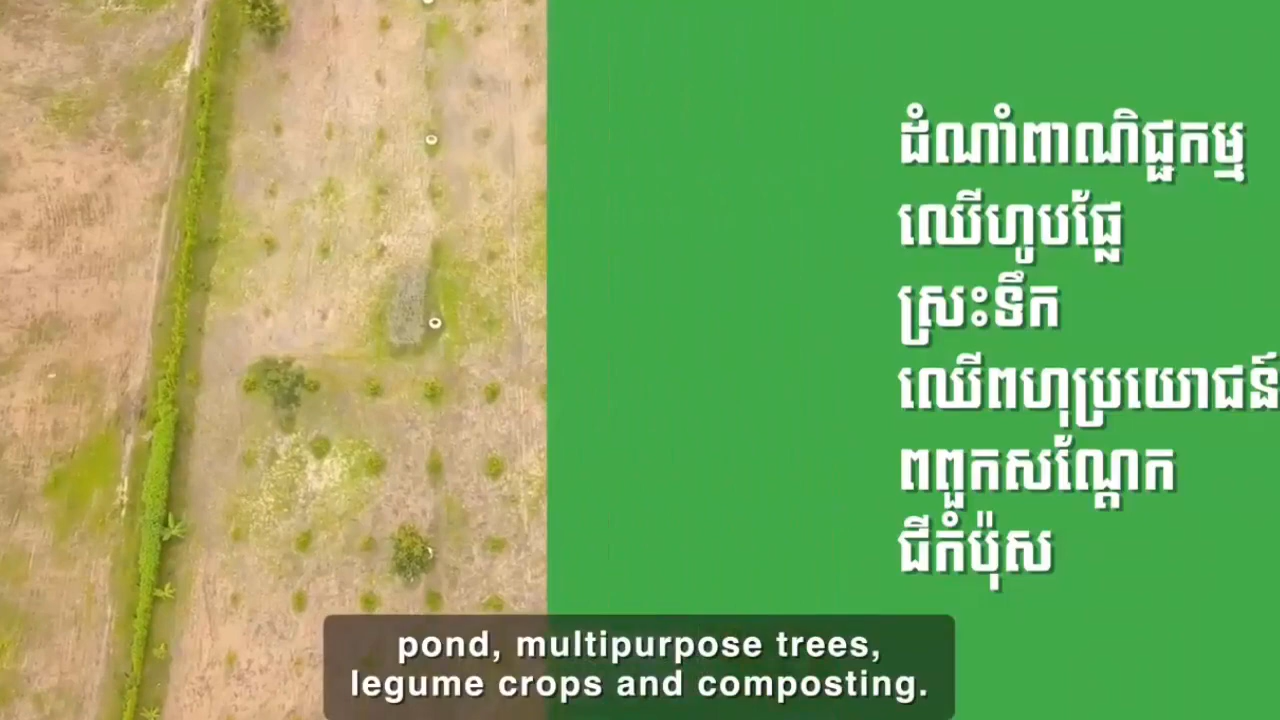 ដំណាំពាណិជ្ជកម្ម
ឈើហូបផ្លែ
ស្រះទឹក
ឈើពហុប្រយោជន៍
ពពួកសណ្ដែក
ជីកំប៉ុស
pond, multipurpose trees,
legume crops and composting.